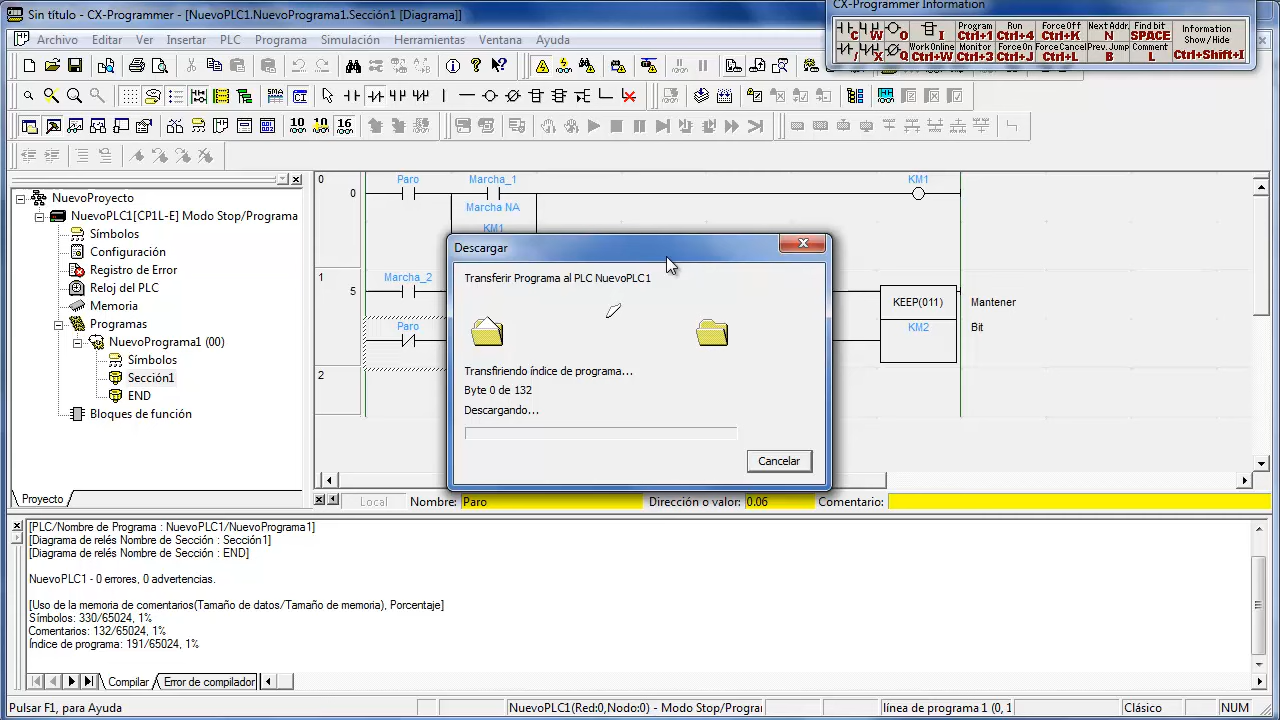 Sin título - CX-Programmer - [NuevoPLC1.NuevoPrograma1.Sección1 [Diagrama]]
CX-Programmer Information
Archivo Editar Ver Insertar PLC Programa Simulación Herramientas Ventana Ayuda
C W O I Program Ctrl+1 Run Ctrl+4 Force Off Ctrl+K Next Addr. N Find bit SPACE Information Show/Hide Ctrl+Shift+I
/ X Q Work Online Ctrl+W Monitor Ctrl+3 Force On Ctrl+J Force Cancel Ctrl+L Prev. Jump B Comment L
SMA
10 10 16
NuevoProyecto
NuevoPLC1[CP1L-E] Modo Stop/Programa
Símbolos
Configuración
Registro de Error
Reloj del PLC
Memoria
Programas
NuevoPrograma1 (00)
Símbolos
Sección1
END
Bloques de función
Proyecto
0 0 Paro Marcha_1 KM1
Marcha NA
KM1
1 5 Marcha_2 KEEP(011) Mantener
Paro KM2 Bit
2
Descargar
Transferir Programa al PLC NuevoPLC1
Transfiriendo índice de programa...
Byte 0 de 132
Descargando...
Cancelar
Local Nombre: Paro Dirección o valor: 0.06 Comentario:
[PLC/Nombre de Programa : NuevoPLC1/NuevoPrograma1]
[Diagrama de relés Nombre de Sección : Sección1]
[Diagrama de relés Nombre de Sección : END]
NuevoPLC1 - 0 errores, 0 advertencias.
[Uso de la memoria de comentarios(Tamaño de datos/Tamaño de memoria), Porcentaje]
Símbolos: 330/65024, 1%
Comentarios: 132/65024, 1%
Índice de programa: 191/65024, 1%
Compilar Error de compilador
Pulsar F1, para Ayuda NuevoPLC1(Red:0,Nodo:0) - Modo Stop/Progra línea de programa 1 (0, 1 Clásico NUM